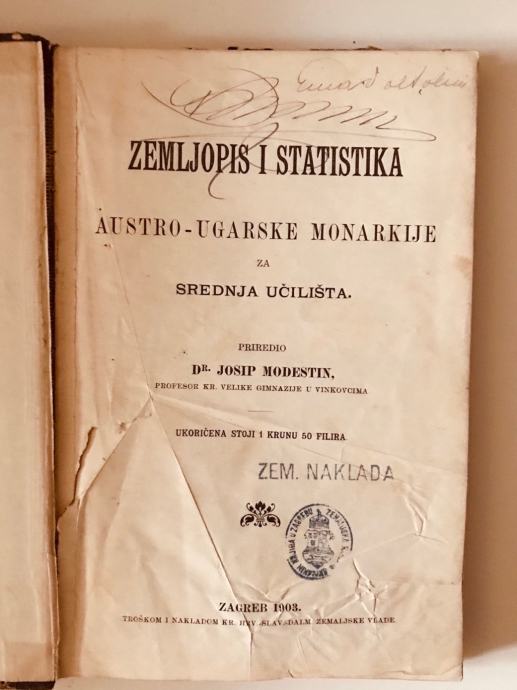 ZEMLJOPIS I STATISTIKA
AUSTRO-UGARSKE MONARKIJE
ZA
SREDNJA UČILIŠTA.
PRIREDIO
DR. JOSIP MODESTIN,
PROFESOR KR. VELIKE GIMNAZIJE U VINKOVCIMA
UKORIČENA STOJI 1 KRUNU 50 FILIRA
ZEM. NAKLADA
ZAGREB 1903.
TROŠKOM I NAKLADOM KR. HRV.-SLAV.-DALM. ZEMALJSKE VLADE